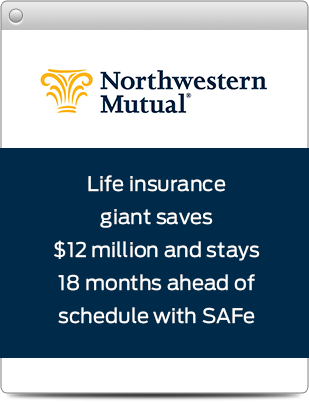 Northwestern
Mutual®
Life insurance
giant saves
$12 million and stays
18 months ahead of
schedule with SAFe